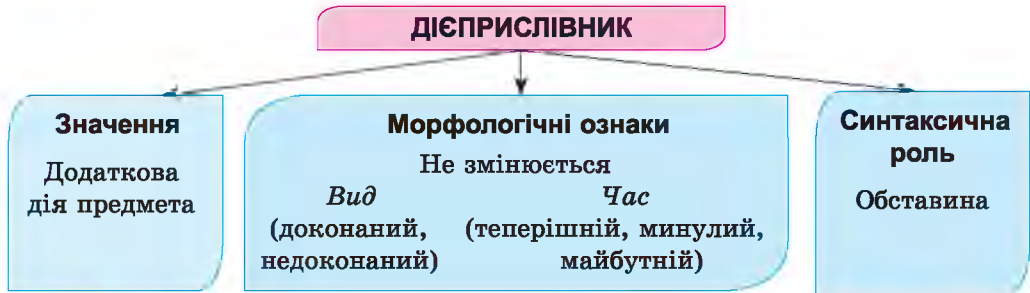 ДІЄПРИСЛІВНИК
Значення
Додаткова
дія предмета
Морфологічні ознаки
Не змінюється
Вид Час
(доконаний, (теперішній, минулий,
недоконаний) майбутній)
Синтаксична
роль
Обставина